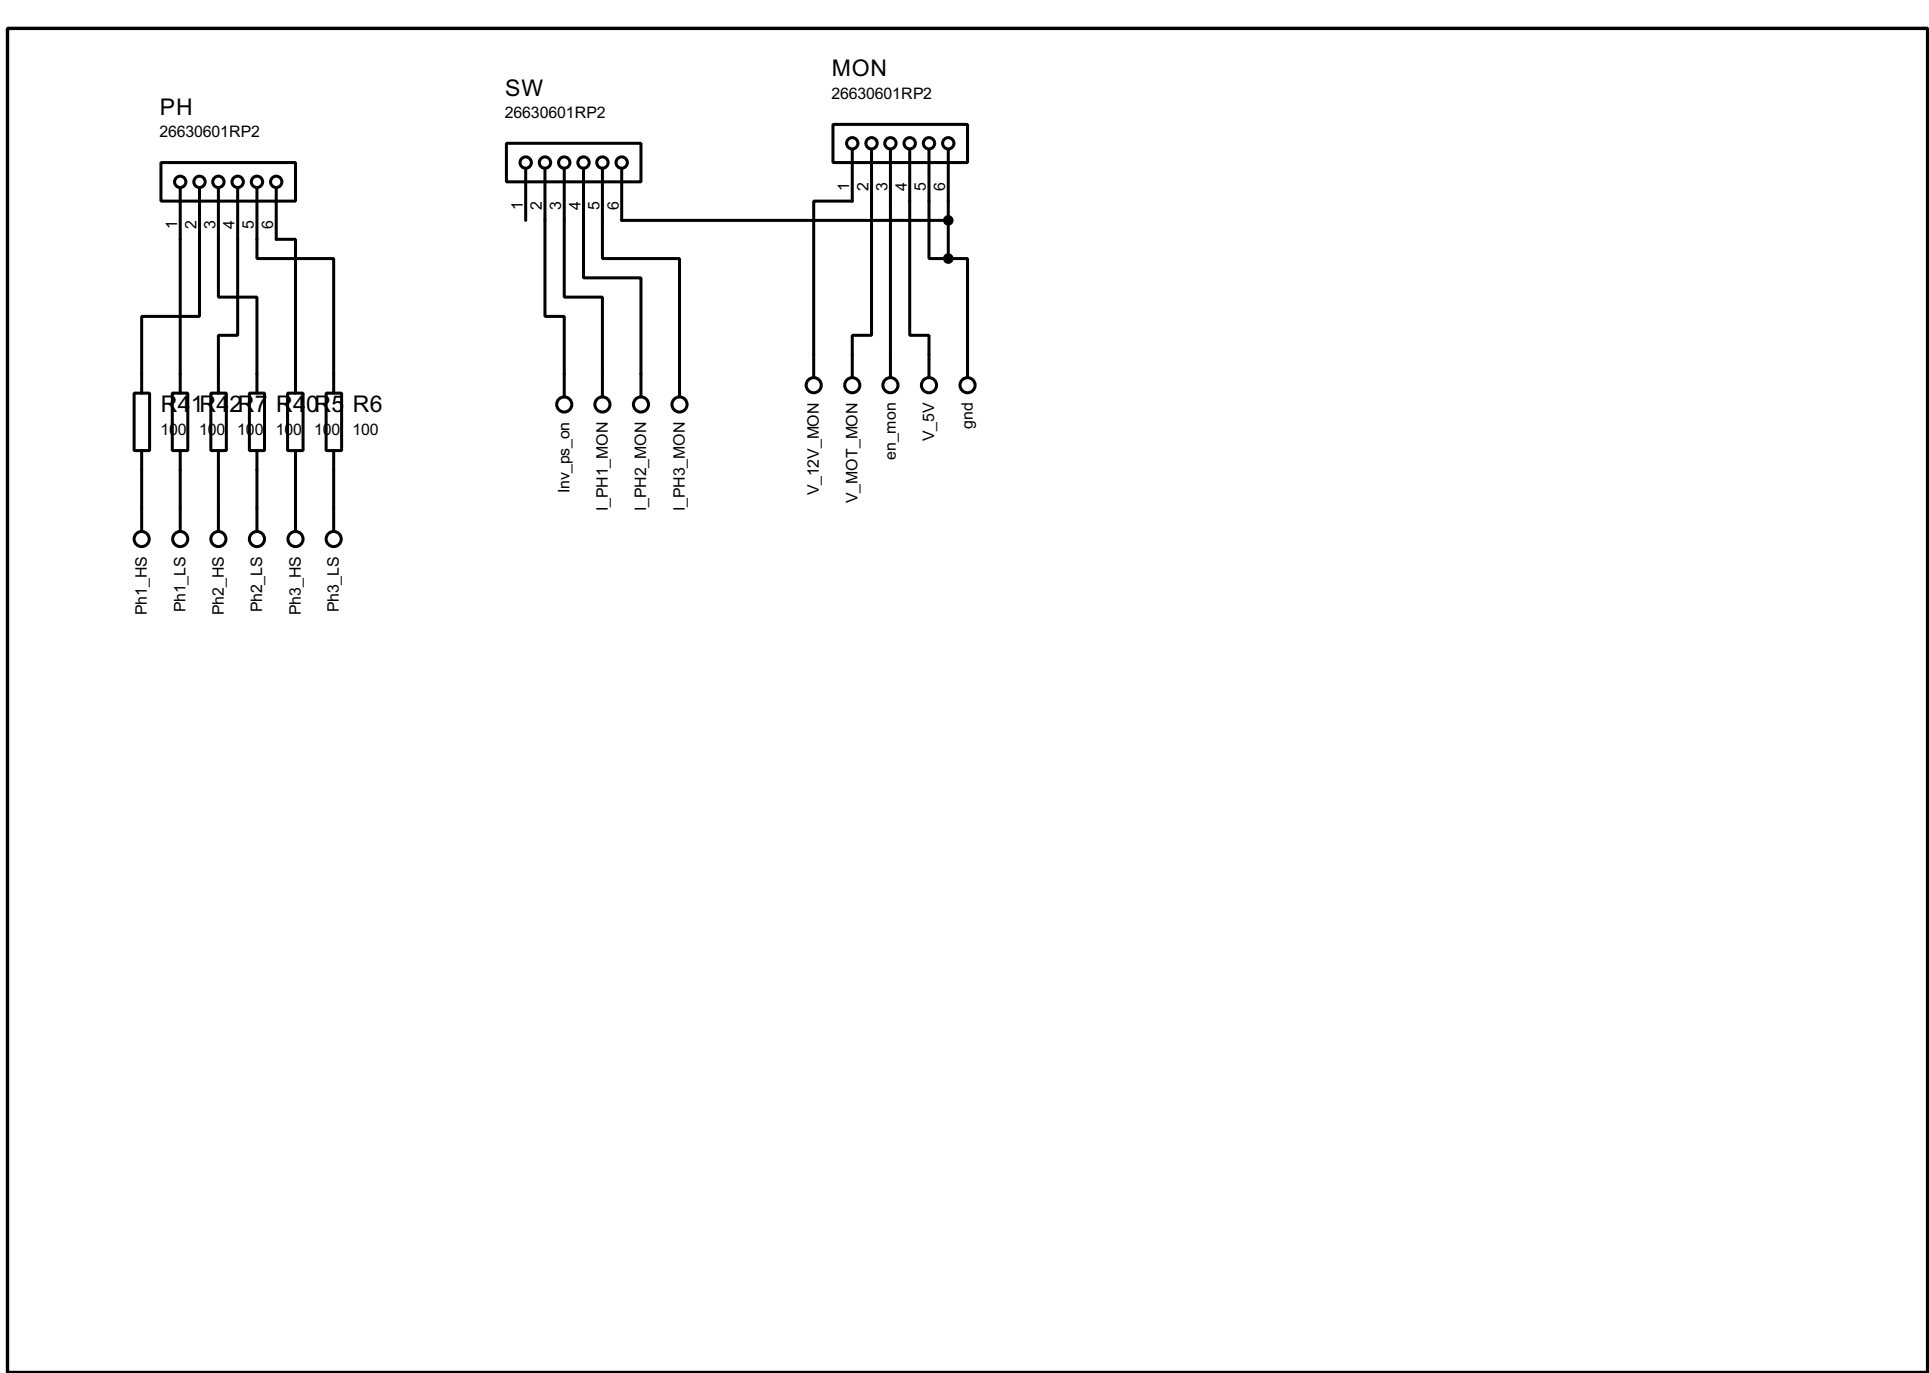 PH
26630601RP2
1
2
3
4
5
6
R41
100
R42
100
R7
100
R40
100
R5
100
R6
100
Ph1_HS
Ph1_LS
Ph2_HS
Ph2_LS
Ph3_HS
Ph3_LS
SW
26630601RP2
1
2
3
4
5
6
Inv_ps_on
I_PH1_MON
I_PH2_MON
I_PH3_MON
MON
26630601RP2
1
2
3
4
5
6
V_12V_MON
V_MOT_MON
en_mon
V_5V
gnd